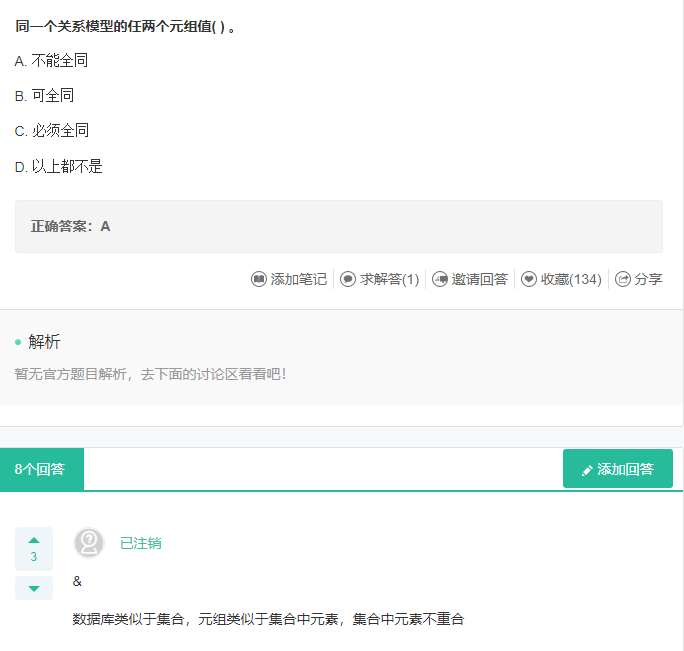 同一个关系模型的任两个元组值( ) 。
A. 不能全同
B. 可全同
C. 必须全同
D. 以上都不是
正确答案：A
添加笔记 求解答(1) 邀请回答 收藏(134) 分享
解析
暂无官方题目解析，去下面的讨论区看看吧！
8个回答 添加回答
已注销
3
&
数据库类似于集合，元组类似于集合中元素，集合中元素不重合